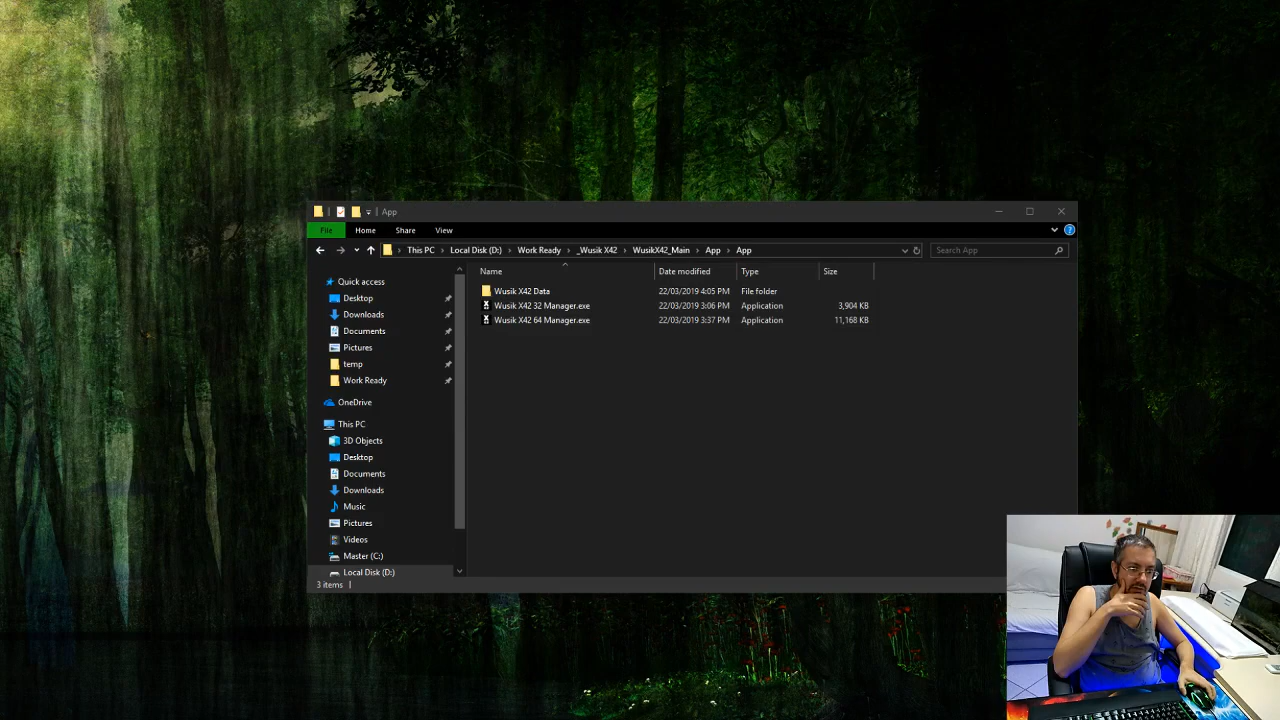 App
File Home Share View
This PC Local Disk (D:) Work Ready _Wusik X42 WusikX42_Main App App
Search App
Name Date modified Type Size
Quick access
Desktop
Downloads
Documents
Pictures
temp
Work Ready
OneDrive
This PC
3D Objects
Desktop
Documents
Downloads
Music
Pictures
Videos
Master (C:)
Local Disk (D:)
Wusik X42 Data 22/03/2019 4:05 PM File folder
Wusik X42 32 Manager.exe 22/03/2019 3:06 PM Application 3,904 KB
Wusik X42 64 Manager.exe 22/03/2019 3:37 PM Application 11,168 KB
3 items